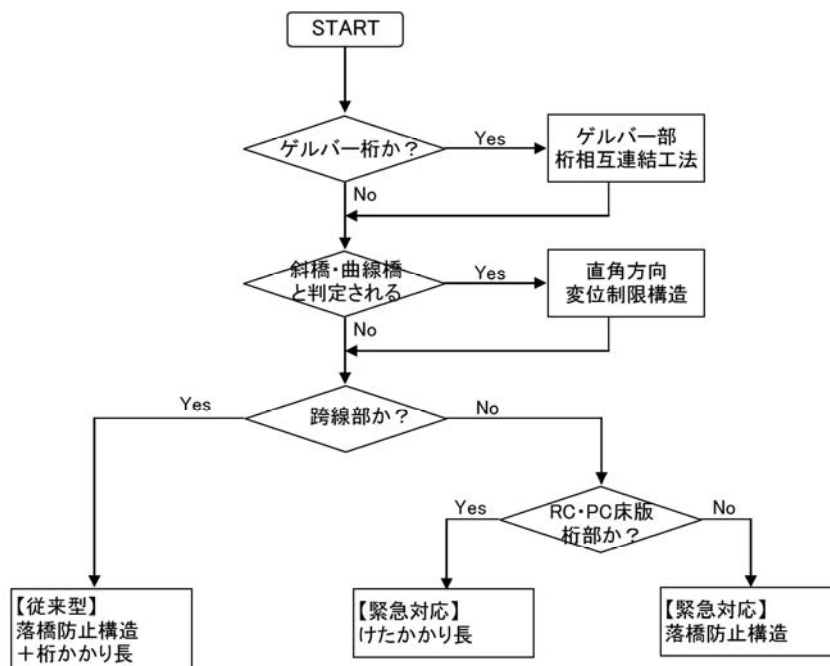 START
ゲルバー桁か？
Yes
ゲルバー部
桁相互連結工法
No
斜橋・曲線橋
と判定される
Yes
直角方向
変位制限構造
No
跨線部か？
Yes
No
RC・PC床版
桁部か？
Yes
No
【従来型】
落橋防止構造
＋桁かかり長
【緊急対応】
けたかかり長
【緊急対応】
落橋防止構造